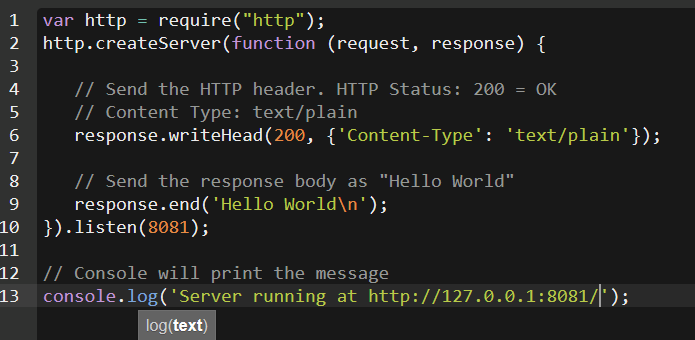 1 var http = require("http");
2 http.createServer(function (request, response) {
3
4 // Send the HTTP header. HTTP Status: 200 = OK
5 // Content Type: text/plain
6 response.writeHead(200, {'Content-Type': 'text/plain'});
7
8 // Send the response body as "Hello World"
9 response.end('Hello World\n');
10 }).listen(8081);
11
12 // Console will print the message
13 console.log('Server running at http://127.0.0.1:8081/');
log(text)